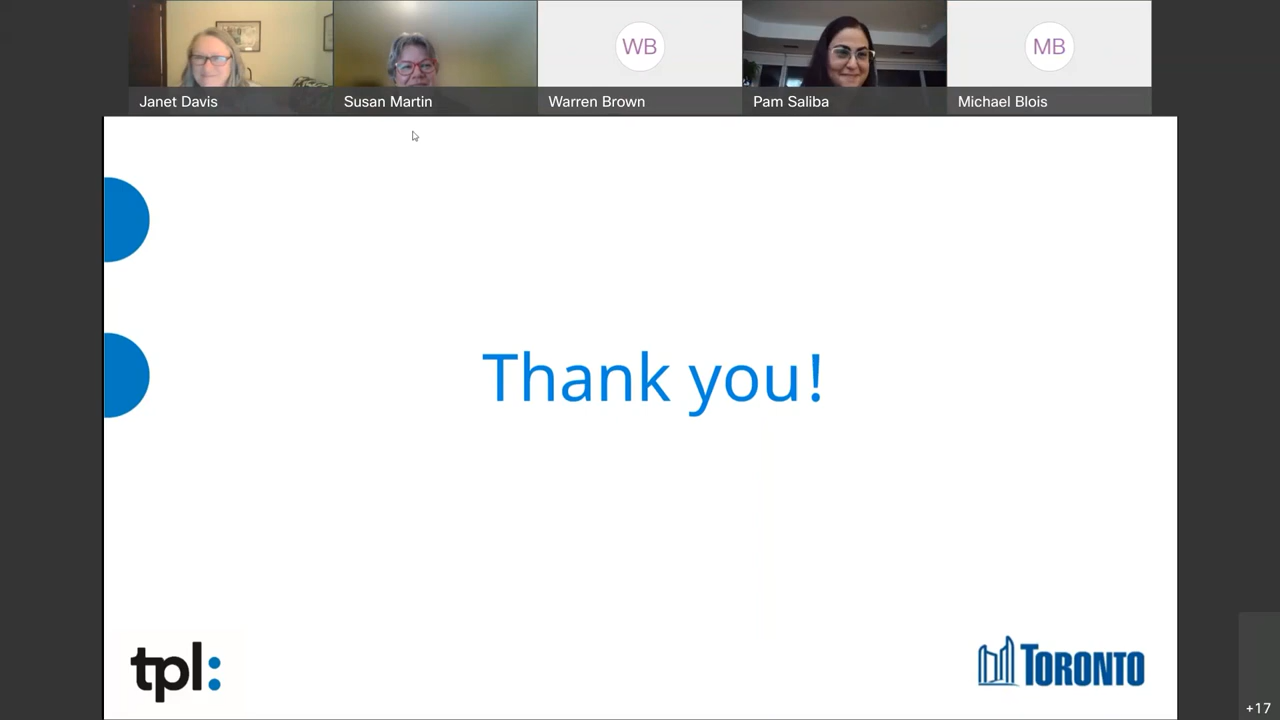 WB
MB
Janet Davis
Susan Martin
Warren Brown
Pam Saliba
Michael Blois
Thank you!
tpl:
TORONTO
+17